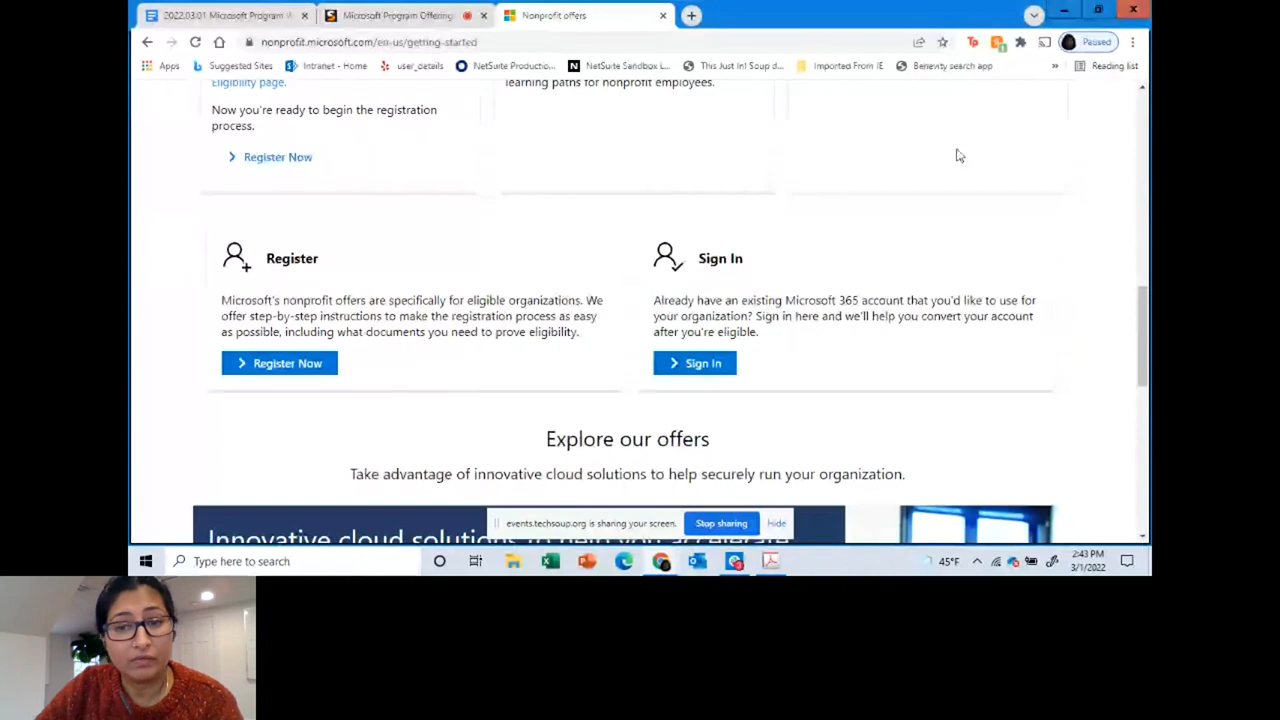 2022.03.01 Microsoft Program W
Microsoft Program Offering
Nonprofit offers
nonprofit.microsoft.com/en-us/getting-started
Paused
Apps
Suggested Sites
Intranet - Home
user_details
NetSuite Productio...
NetSuite Sandbox L...
This Just In! Soup d...
Imported From IE
Benevity search app
»
Reading list
Eligibility page.
learning paths for nonprofit employees.
Now you're ready to begin the registration
process.
Register Now
Register
Microsoft's nonprofit offers are specifically for eligible organizations. We
offer step-by-step instructions to make the registration process as easy
as possible, including what documents you need to prove eligibility.
Register Now
Sign In
Already have an existing Microsoft 365 account that you'd like to use for
your organization? Sign in here and we'll help you convert your account
after you're eligible.
Sign In
Explore our offers
Take advantage of innovative cloud solutions to help securely run your organization.
Innovative cloud solutions to help you accelerate
events.techsoup.org is sharing your screen.
Stop sharing
Hide
Type here to search
45°F
2:43 PM
3/1/2022